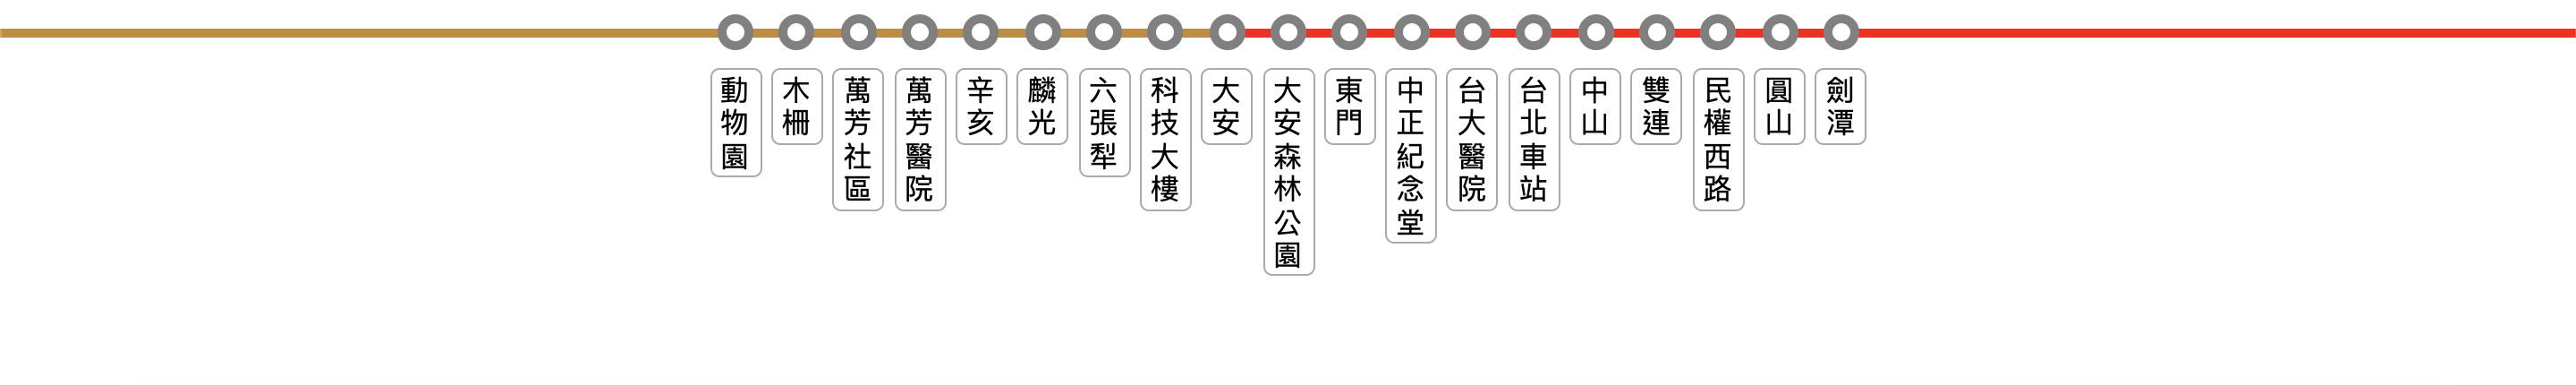 動物園
木柵
萬芳社區
萬芳醫院
辛亥
麟光
六張犁
科技大樓
大安
大安森林公園
東門
中正紀念堂
台大醫院
台北車站
中山
雙連
民權西路
圓山
劍潭